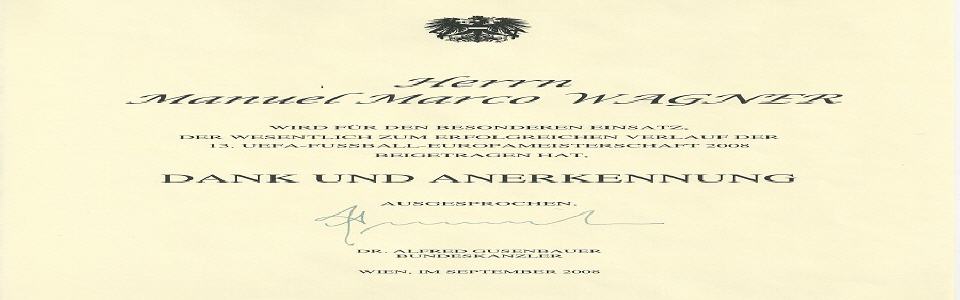 Herrn
Manuel Marco WAGNER
WIRD FÜR DEN BESONDEREN EINSATZ,
DER WESENTLICH ZUM ERFOLGREICHEN VERLAUF DER
13. UEFA-FUSSBALL-EUROPAMEISTERSCHAFT 2008
BEIGETRAGEN HAT,
DANK UND ANERKENNUNG
AUSGESPROCHEN.
DR. ALFRED GUSENBAUER
BUNDESKANZLER
WIEN, IM SEPTEMBER 2008